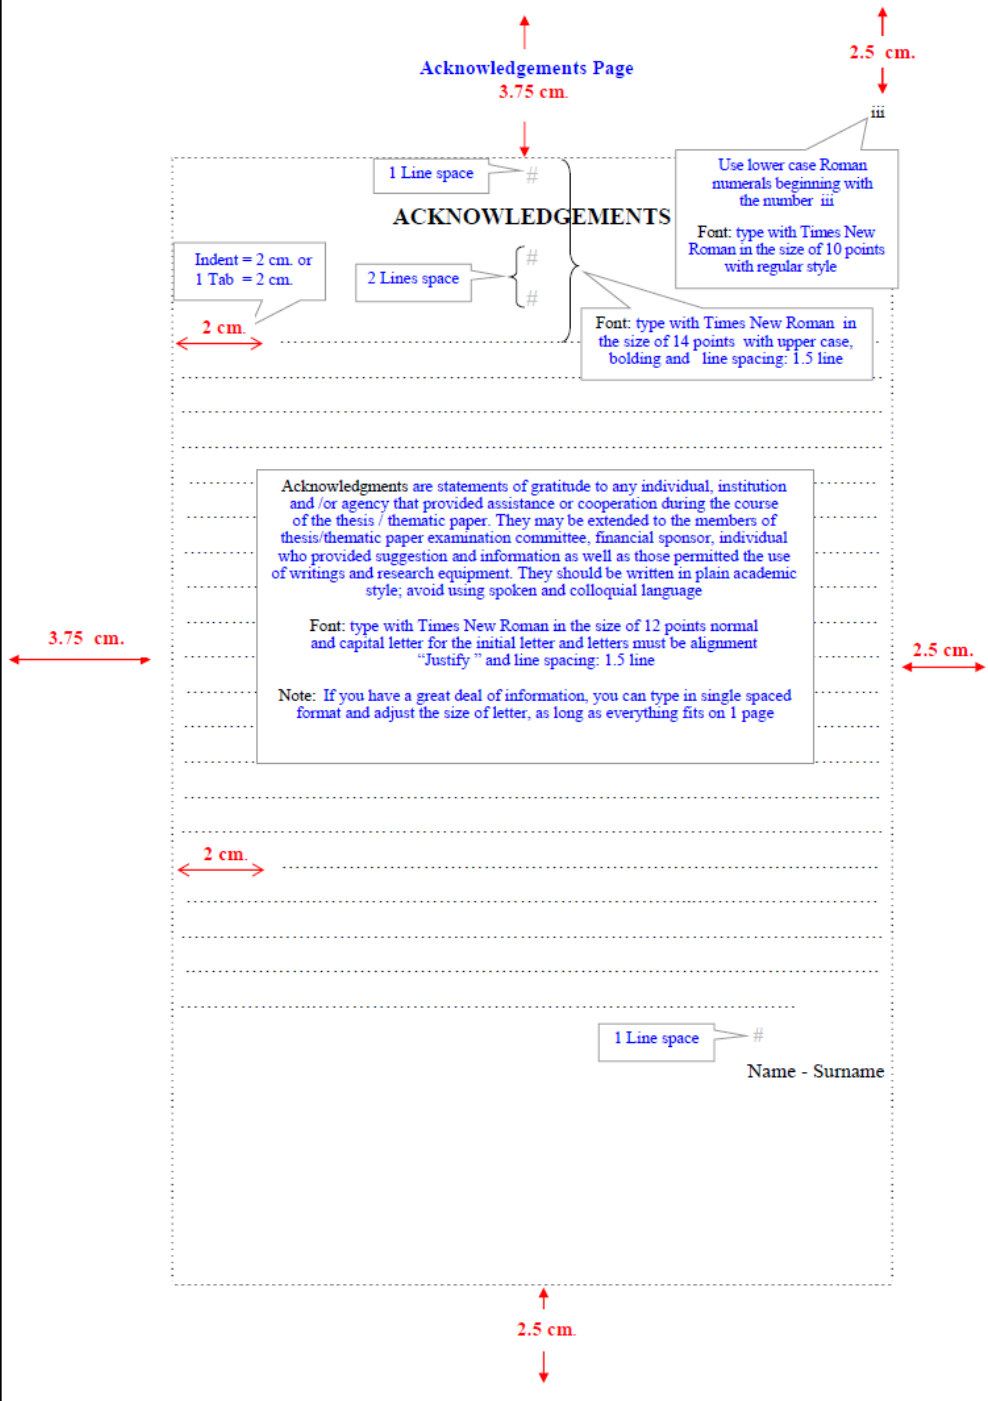 Acknowledgements Page
3.75 cm.
2.5 cm.
iii
1 Line space
#
Use lower case Roman
numerals beginning with
the number iii
Font: type with Times New
Roman in the size of 10 points
with regular style
ACKNOWLEDGEMENTS
Indent = 2 cm. or
1 Tab = 2 cm.
2 Lines space
#
#
2 cm.
Font: type with Times New Roman in
the size of 14 points with upper case,
bolding and line spacing: 1.5 line
Acknowledgments are statements of gratitude to any individual, institution
and /or agency that provided assistance or cooperation during the course
of the thesis / thematic paper. They may be extended to the members of
thesis/thematic paper examination committee, financial sponsor, individual
who provided suggestion and information as well as those permitted the use
of writings and research equipment. They should be written in plain academic
style; avoid using spoken and colloquial language
Font: type with Times New Roman in the size of 12 points normal
and capital letter for the initial letter and letters must be alignment
“Justify ” and line spacing: 1.5 line
Note: If you have a great deal of information, you can type in single spaced
format and adjust the size of letter, as long as everything fits on 1 page
3.75 cm.
2.5 cm.
2 cm.
1 Line space
#
Name - Surname
2.5 cm.